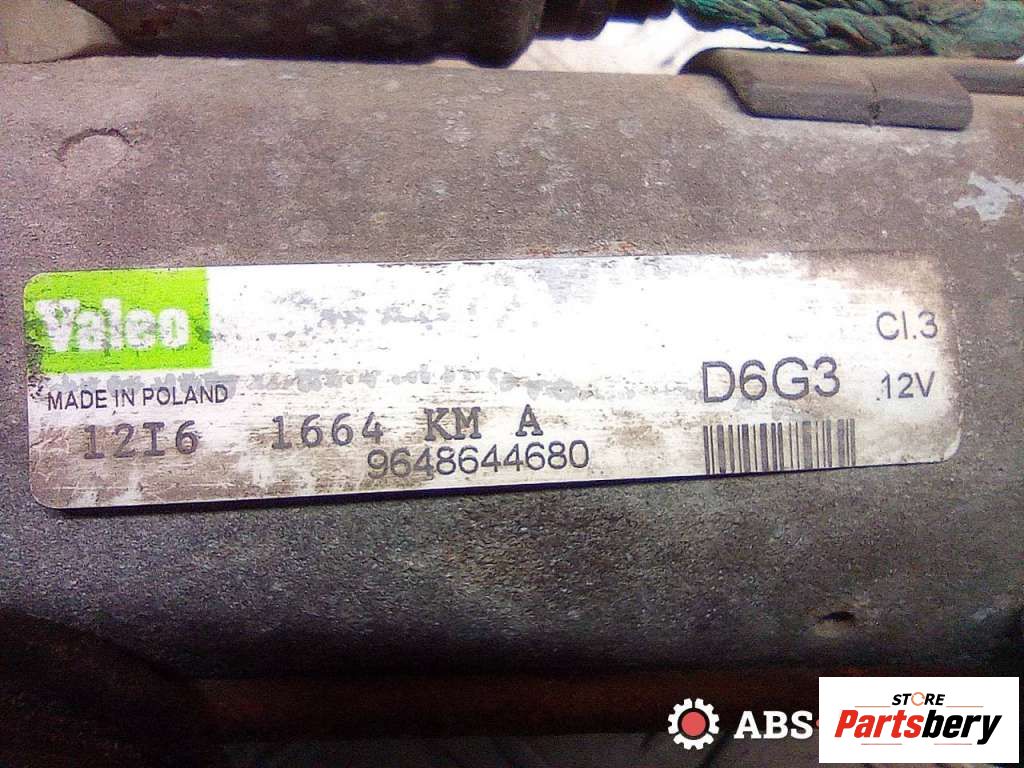 Valeo
Cl.3
MADE IN POLAND
D6G3
12V
12I6 1664 KM A
9648644680
ABS-
STORE
Partsbery